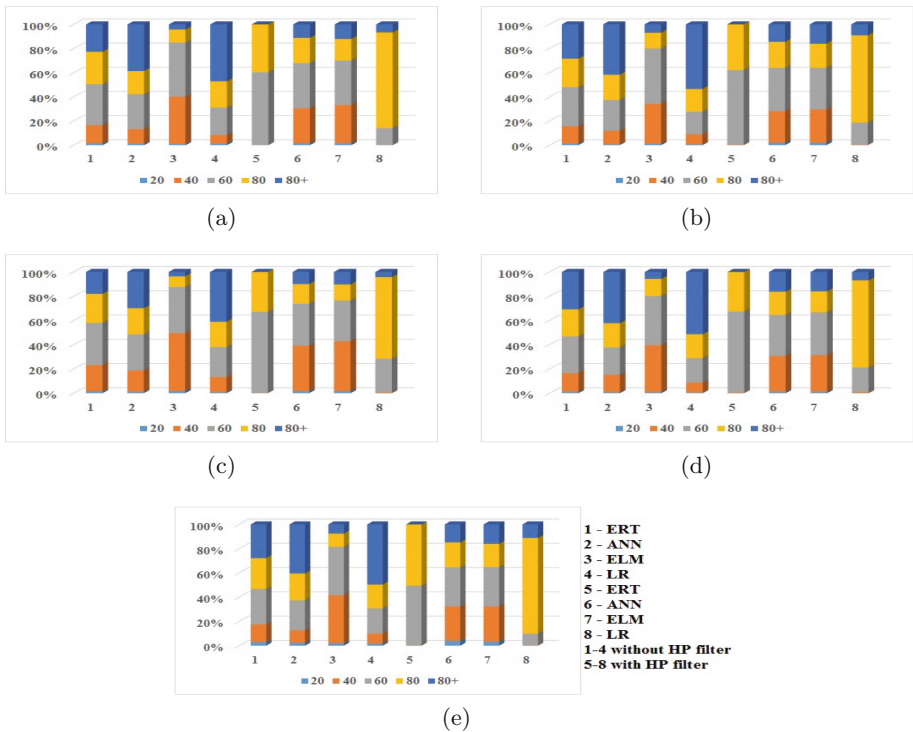 100%
80%
60%
40%
20%
0%
1 2 3 4 5 6 7 8
20 40 60 80 80+
(a)
100%
80%
60%
40%
20%
0%
1 2 3 4 5 6 7 8
20 40 60 80 80+
(b)
100%
80%
60%
40%
20%
0%
1 2 3 4 5 6 7 8
20 40 60 80 80+
(c)
100%
80%
60%
40%
20%
0%
1 2 3 4 5 6 7 8
20 40 60 80 80+
(d)
100%
80%
60%
40%
20%
0%
1 2 3 4 5 6 7 8
20 40 60 80 80+
1 - ERT
2 - ANN
3 - ELM
4 - LR
5 - ERT
6 - ANN
7 - ELM
8 - LR
1-4 without HP filter
5-8 with HP filter
(e)